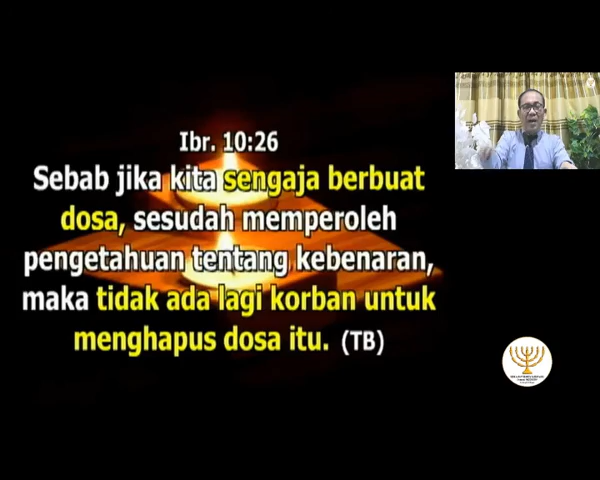 Ibr. 10:26
Sebab jika kita sengaja berbuat
dosa, sesudah memperoleh
pengetahuan tentang kebenaran,
maka tidak ada lagi korban untuk
menghapus dosa itu. (TB)